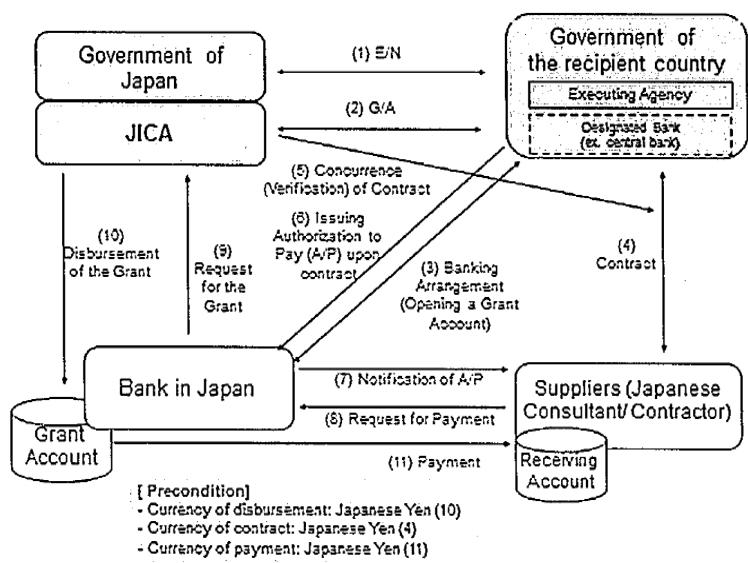 Government of
Japan
JICA
(1) E/N
(2) G/A
Government of
the recipient country
Executing Agency
Designated Bank
(ex. central bank)
(5) Concurrence
(Verification) of Contract
(6) Issuing
Authorization to
Pay (A/P) upon
contract
(3) Banking
Arrangement
(Opening a Grant
Account)
(4)
Contract
(10)
Disbursement
of the Grant
(9)
Request
for the
Grant
Bank in Japan
(7) Notification of A/P
(8) Request for Payment
Suppliers (Japanese
Consultant/ Contractor)
Grant
Account
(11) Payment
Receiving
Account
[ Precondition]
- Currency of disbursement: Japanese Yen (10)
- Currency of contract: Japanese Yen (4)
- Currency of payment: Japanese Yen (11)